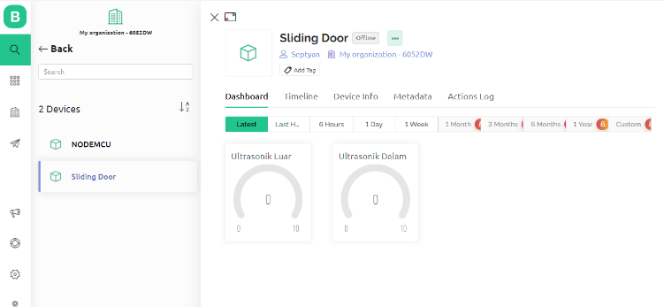 B
My organization - 6052DW
← Back
Search
2 Devices
NODEMCU
Sliding Door
Sliding Door
Offline
Septyan
My organization - 6052DW
Add Tag
Dashboard Timeline Device Info Metadata Actions Log
Latest Last H... 6 Hours 1 Day 1 Week 1 Month 3 Months 6 Months 1 Year Custom
Ultrasonik Luar
0
0 10
Ultrasonik Dalam
0
0 10